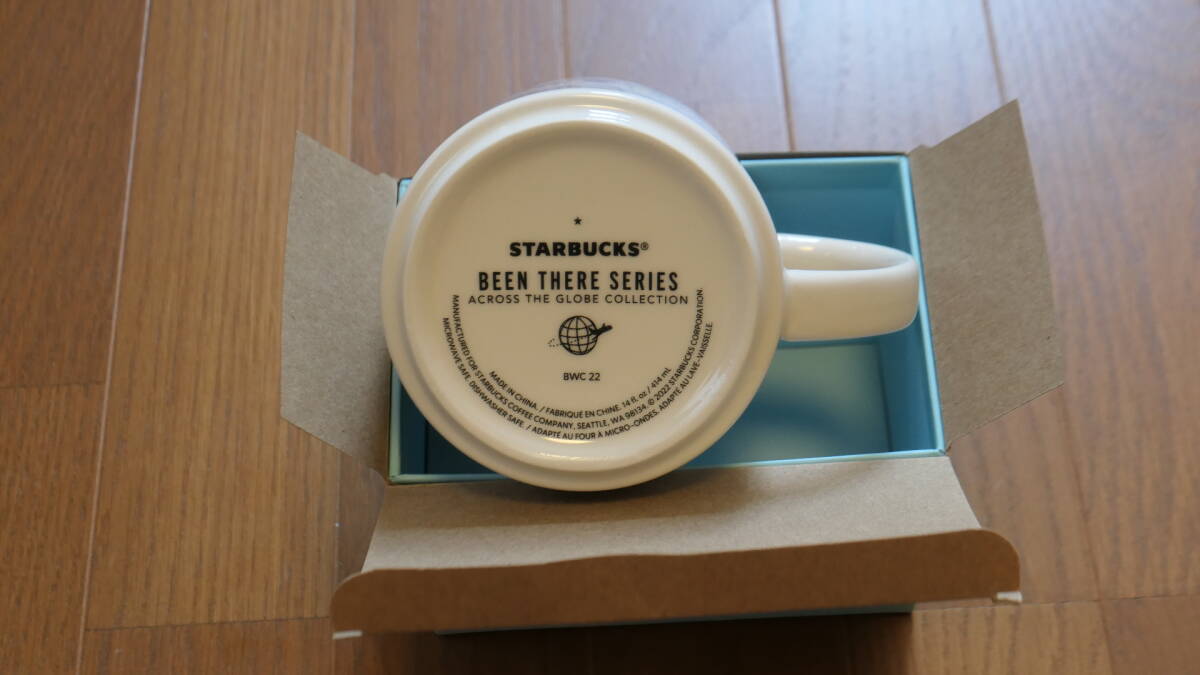 STARBUCKS®
BEEN THERE SERIES
ACROSS THE GLOBE COLLECTION
BWC 22
MADE IN CHINA. / FABRIQUÉ EN CHINE. 14 fl. oz / 414 mL
MANUFACTURED FOR STARBUCKS COFFEE COMPANY, SEATTLE, WA 98134 © 2022 STARBUCKS CORPORATION.
MICROWAVE SAFE. DISHWASHER SAFE. / ADAPTÉ AU FOUR À MICRO-ONDES. ADAPTÉ AU LAVE-VAISSELLE.